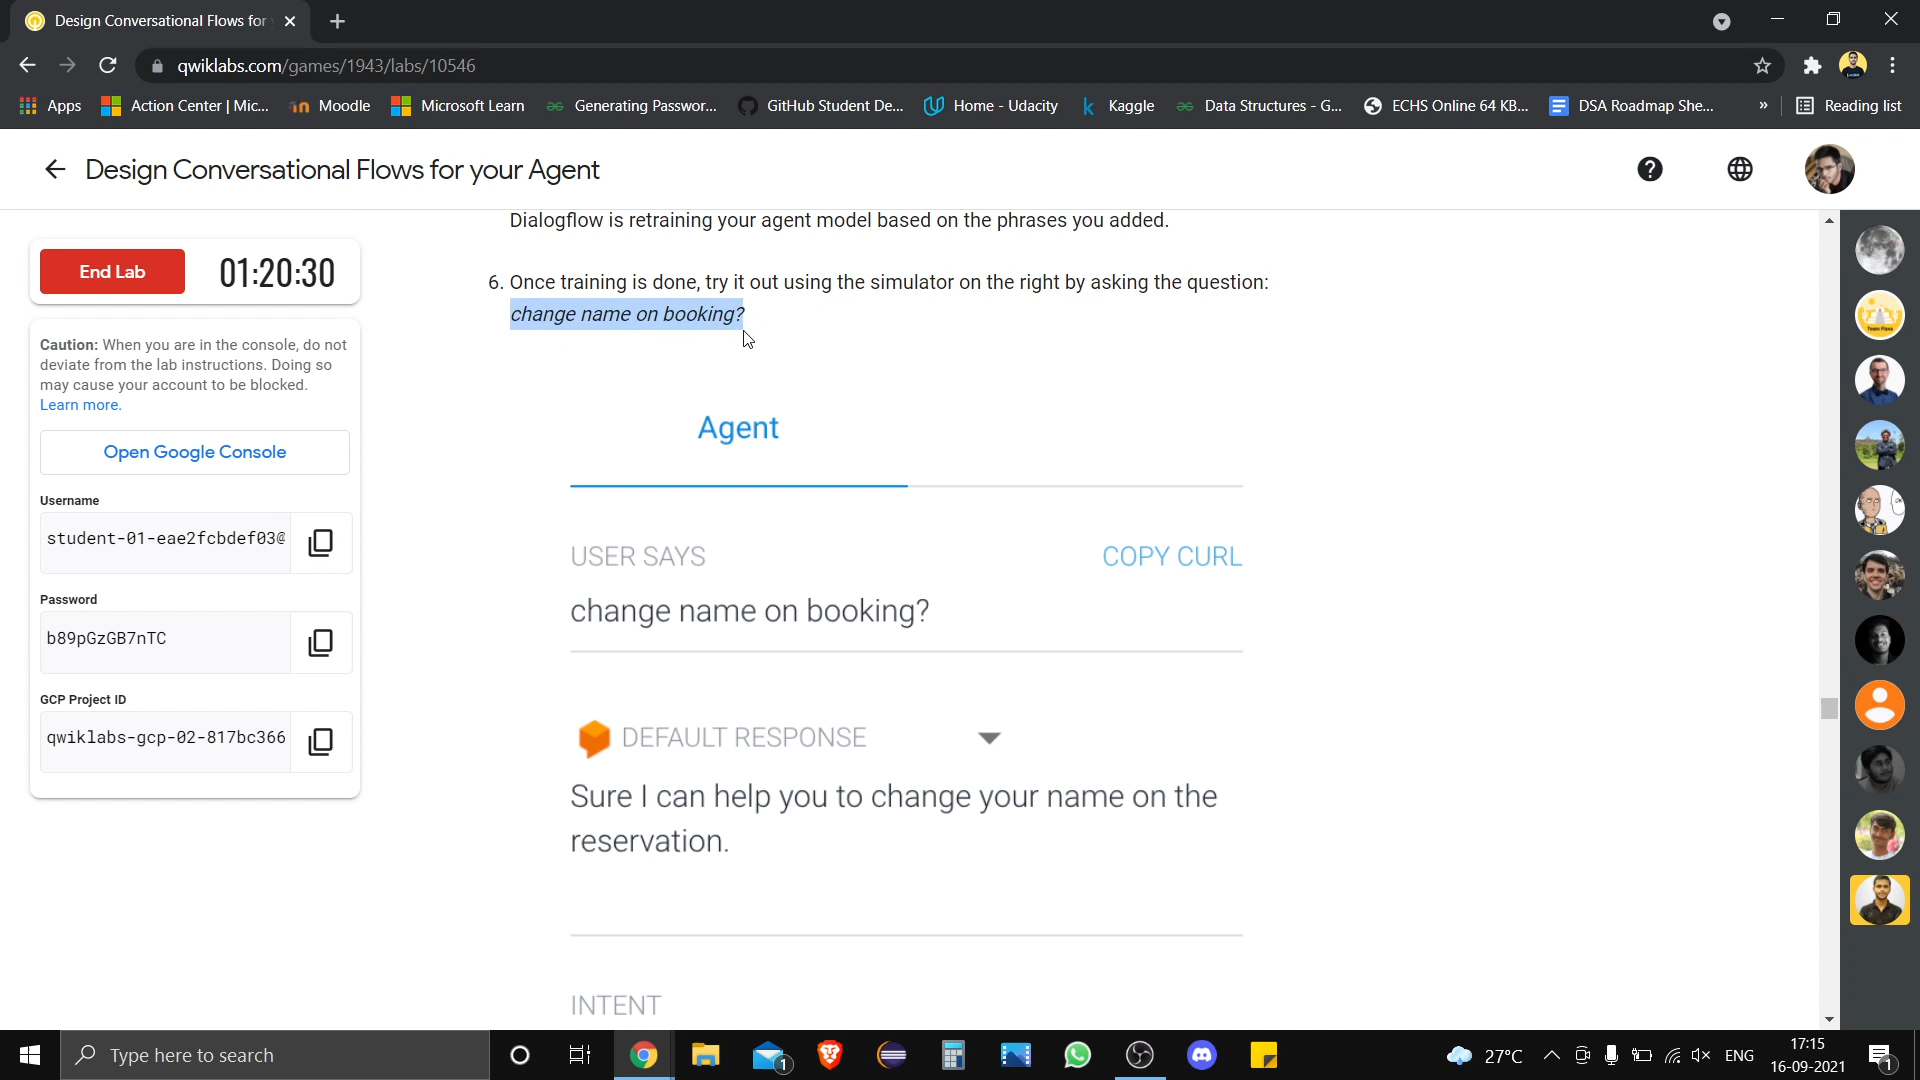 Design Conversational Flows for
qwiklabs.com/games/1943/labs/10546
Apps
Action Center | Mic...
Moodle
Microsoft Learn
Generating Passwor...
GitHub Student De...
Home - Udacity
Kaggle
Data Structures - G...
ECHS Online 64 KB...
DSA Roadmap She...
»
Reading list
Design Conversational Flows for your Agent
End Lab
01:20:30
Caution: When you are in the console, do not
deviate from the lab instructions. Doing so
may cause your account to be blocked.
Learn more.
Open Google Console
Username
student-01-eae2fcbdef03@
Password
b89pGzGB7nTC
GCP Project ID
qwiklabs-gcp-02-817bc366
Dialogflow is retraining your agent model based on the phrases you added.
6. Once training is done, try it out using the simulator on the right by asking the question:
change name on booking?
Agent
USER SAYS
COPY CURL
change name on booking?
DEFAULT RESPONSE
Sure I can help you to change your name on the
reservation.
INTENT
Type here to search
1
27°C
ENG
17:15
16-09-2021
1